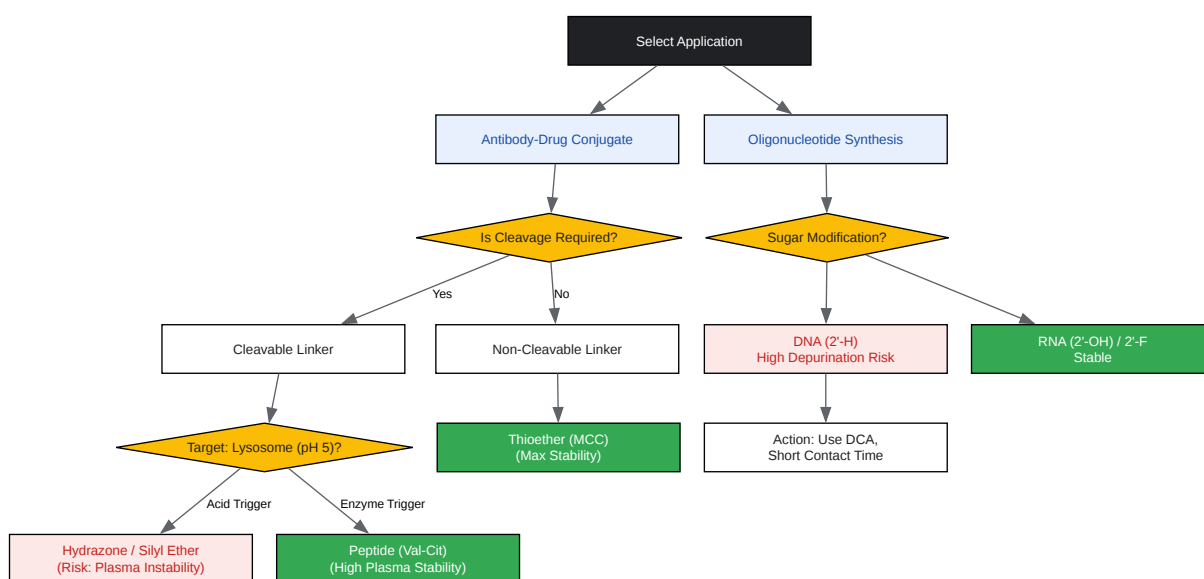 Select Application
Antibody-Drug Conjugate
Oligonucleotide Synthesis
Is Cleavage Required?
Sugar Modification?
Yes
No
Cleavable Linker
Non-Cleavable Linker
DNA (2'-H)
High Depurination Risk
RNA (2'-OH) / 2'-F
Stable
Target: Lysosome (pH 5)?
Thioether (MCC)
(Max Stability)
Action: Use DCA,
Short Contact Time
Acid Trigger
Enzyme Trigger
Hydrazone / Silyl Ether
(Risk: Plasma Instability)
Peptide (Val-Cit)
(High Plasma Stability)